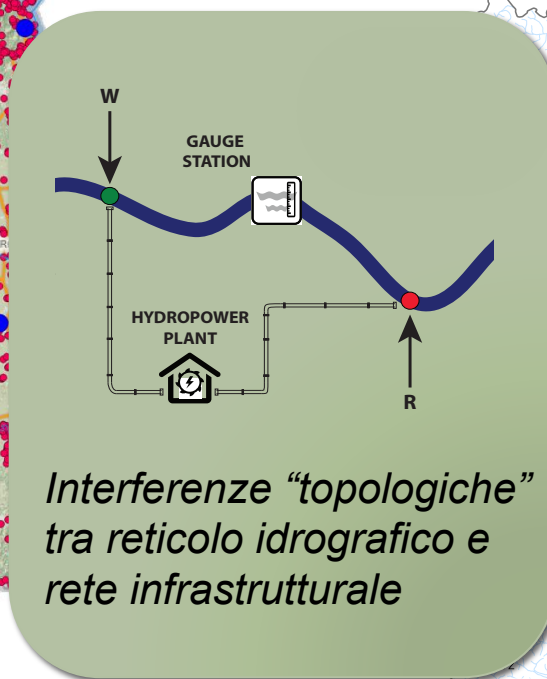 W
GAUGE
STATION
HYDROPOWER
PLANT
R
Interferenze “topologiche”
tra reticolo idrografico e
rete infrastrutturale